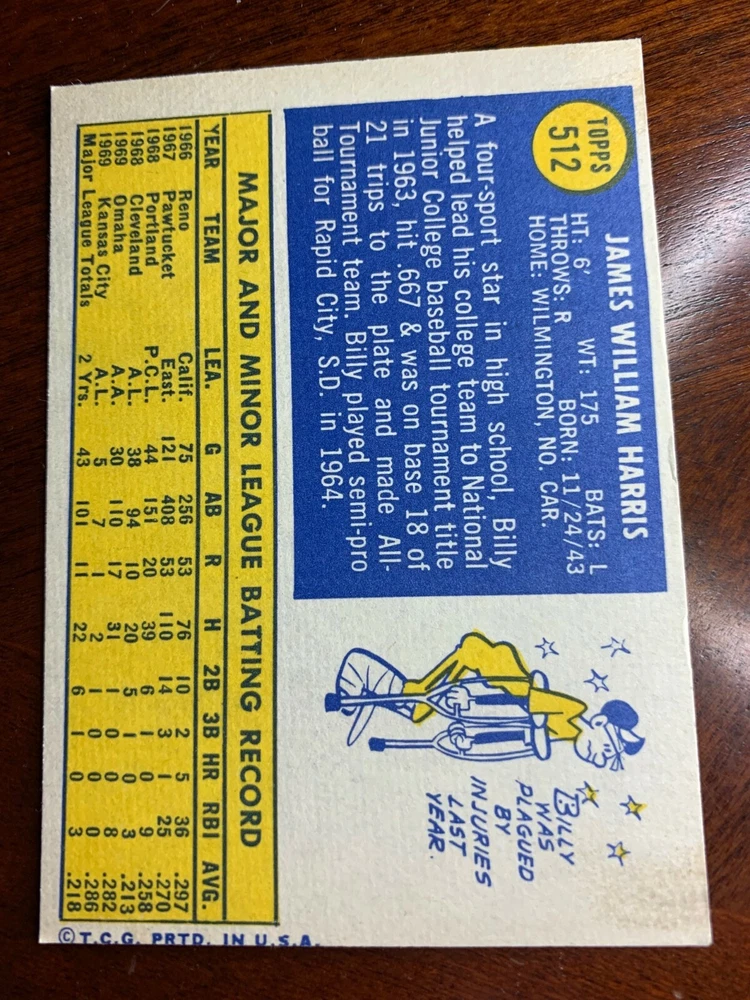 TOPPS
512
JAMES WILLIAM HARRIS
HT: 6' WT: 175 BATS: L
THROWS: R BORN: 11/24/43
HOME: WILMINGTON, NO. CAR.
A four-sport star in high school, Billy
helped lead his college team to National
Junior College baseball tournament title
in 1963, hit .667 & was on base 18 of
21 trips to the plate and made All-
Tournament team. Billy played semi-pro
ball for Rapid City, S.D. in 1964.
BILLY
WAS
PLAGUED
BY
INJURIES
LAST
YEAR.
MAJOR AND MINOR LEAGUE BATTING RECORD
YEAR TEAM LEA. G AB R H 2B 3B HR RBI AVG.
1966 Reno Calif. 75 256 53 76 10 2 5 36 .297
1967 Pawtucket East. 121 408 53 110 14 3 1 25 .270
1968 Portland P.C.L. 44 151 20 39 6 1 0 9 .258
1968 Cleveland A.L. 38 94 10 20 5 1 0 3 .213
1969 Omaha A.A. 30 110 17 31 1 0 0 8 .282
1969 Kansas City A.L. 5 7 1 2 1 0 0 0 .286
Major League Totals 2 Yrs. 43 101 11 22 6 1 0 3 .218
© T.C.G. PRTD. IN U.S.A.